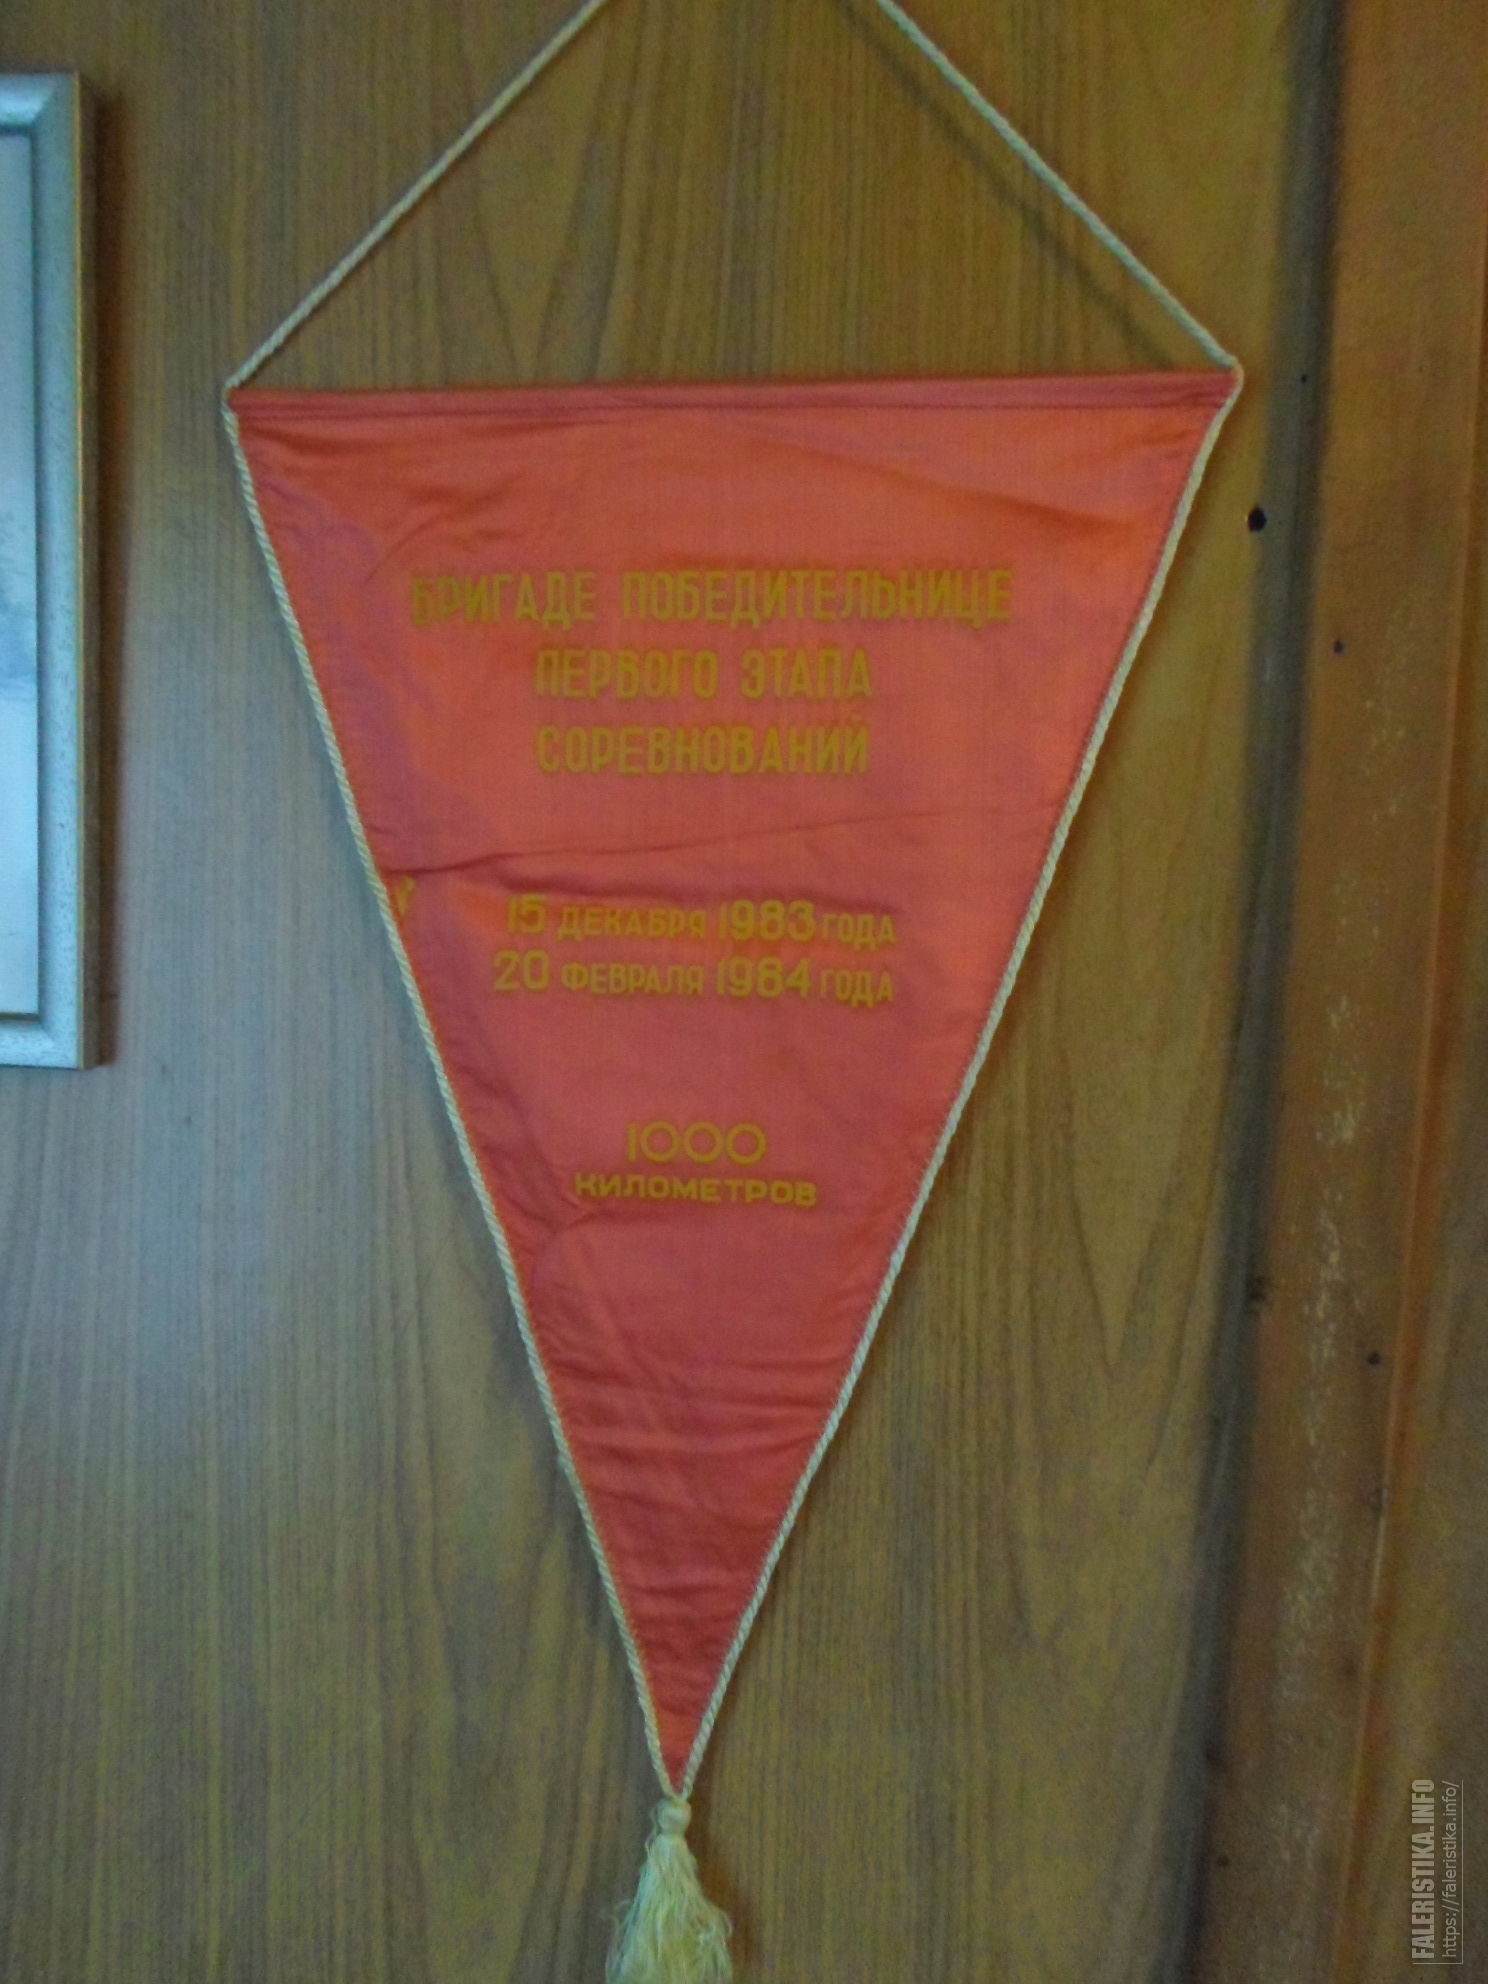 БРИГАДЕ ПОБЕДИТЕЛЬНИЦЕ
ПЕРВОГО ЭТАПА
СОРЕВНОВАНИЙ
15 ДЕКАБРЯ 1983 ГОДА
20 ФЕВРАЛЯ 1984 ГОДА
1000
КИЛОМЕТРОВ
FALERISTIKA.INFO
https://faleristika.info/